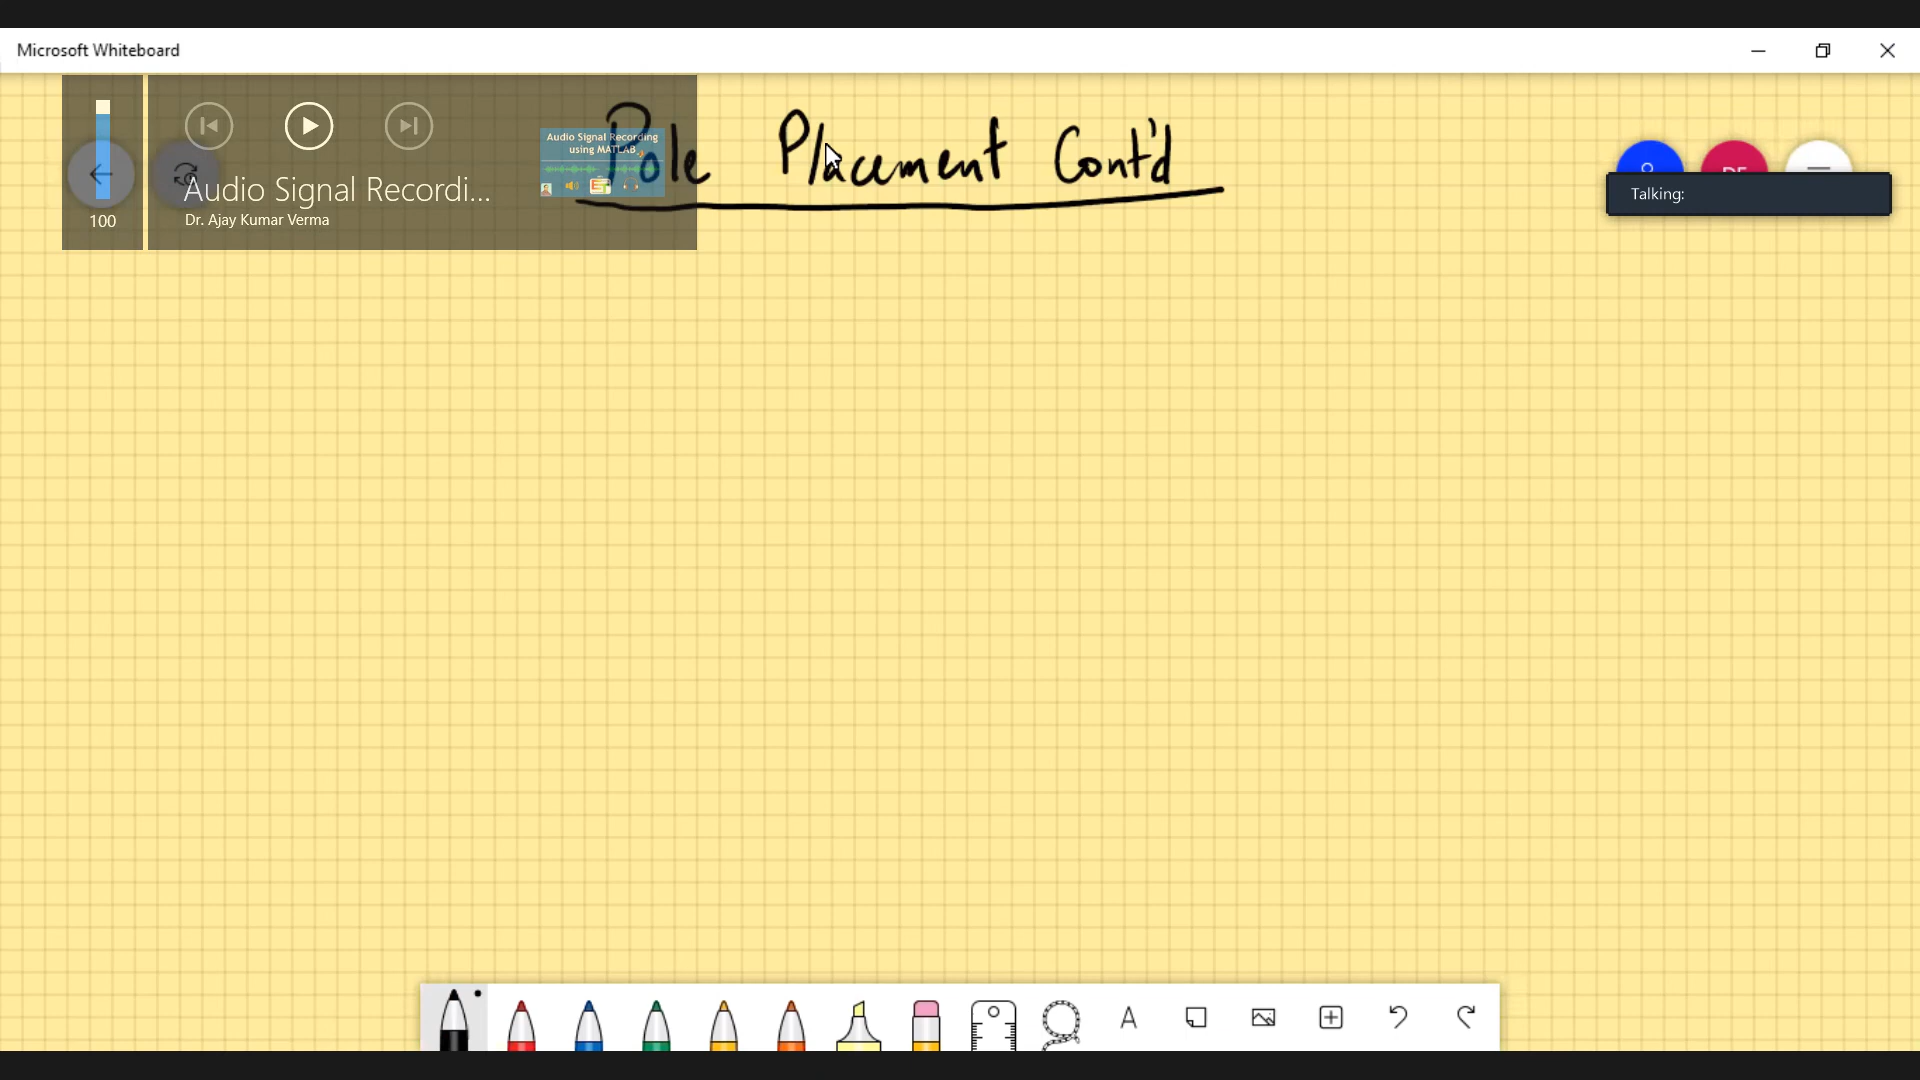 Microsoft Whiteboard
Pole Placement Cont'd
Audio Signal Recording
using MATLAB
Audio Signal Recordi...
Dr. Ajay Kumar Verma
100
Talking: